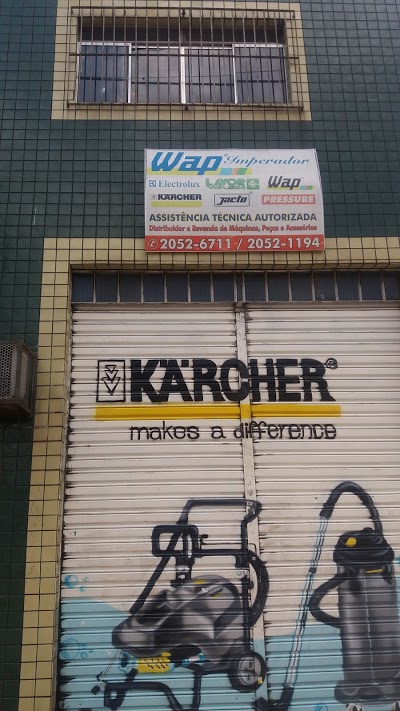 Wap Imperador
Electrolux LAVOR Wap
KÄRCHER jacto PRESSURE
ASSISTÊNCIA TÉCNICA AUTORIZADA
Distribuidor e Revenda de Máquinas, Peças e Acessórios
2052-6711 / 2052-1194
KÄRCHER®
makes a difference